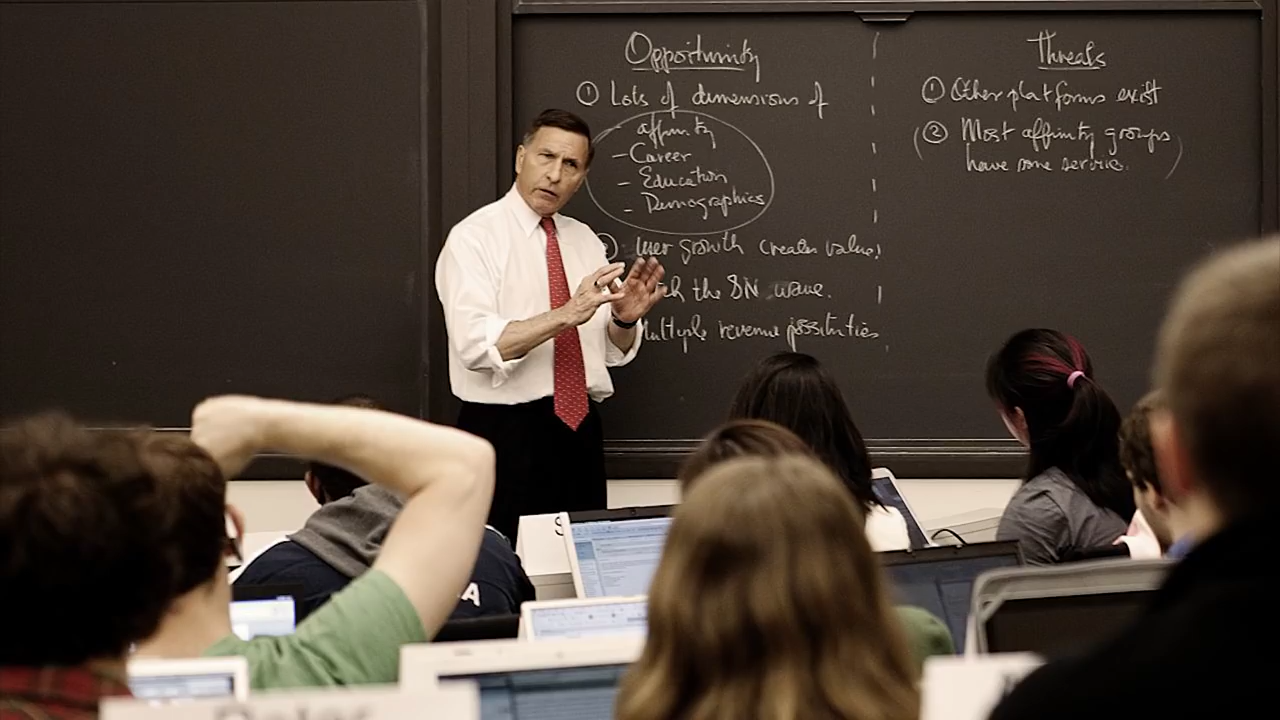 Opportunity
① Lots of dimensions of
- affinity
- Career
- Education
- Demographics
user growth creates value!
the SN wave.
Multiple revenue possibilities
Threats
① Other platforms exist
(② Most affinity groups
have some service.)
S
A
Peter